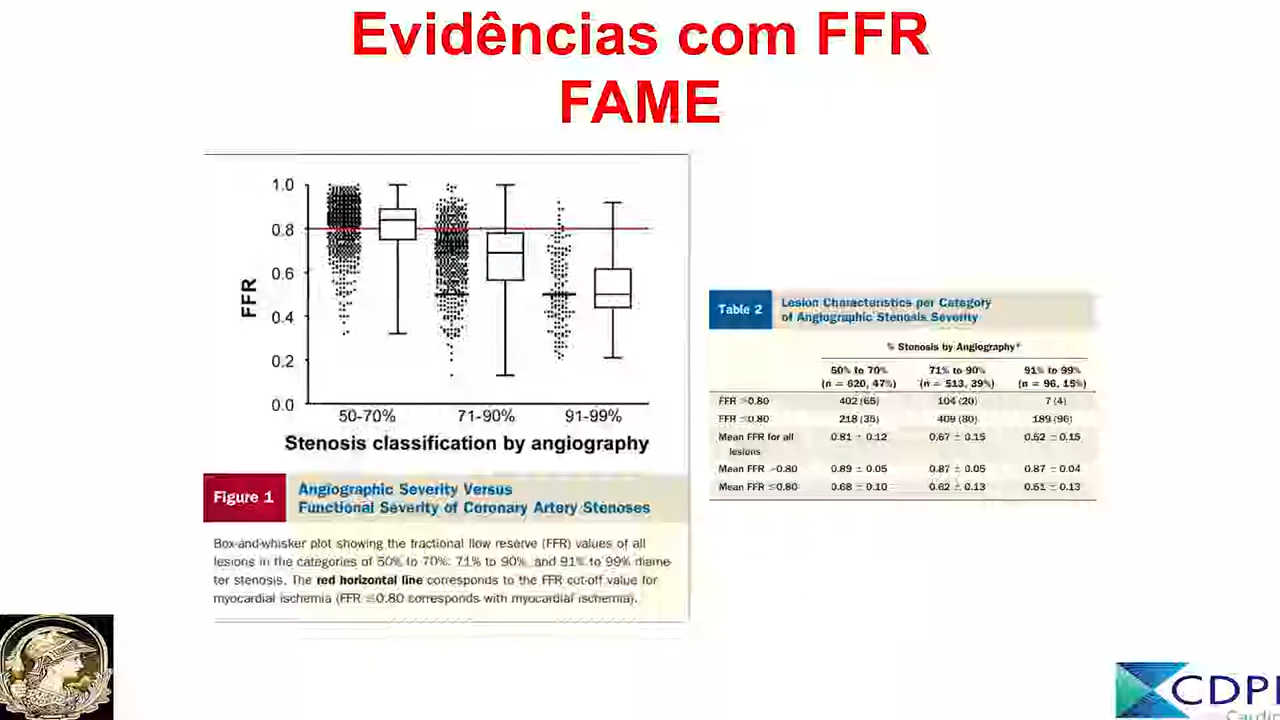 Evidências com FFR
FAME
1.0
0.8
0.6
0.4
0.2
0.0
FFR
50-70%
71-90%
91-99%
Stenosis classification by angiography
Figure 1
Angiographic Severity Versus
Functional Severity of Coronary Artery Stenoses
Box-and-whisker plot showing the fractional flow reserve (FFR) values of all
lesions in the categories of 50% to 70%, 71% to 90%, and 91% to 99% diame-
ter stenosis. The red horizontal line corresponds to the FFR cut-off value for
myocardial ischemia (FFR ≤0.80 corresponds with myocardial ischemia).
Table 2
Lesion Characteristics per Category
of Angiographic Stenosis Severity
% Stenosis by Angiography*
50% to 70% 71% to 90% 91% to 99%
(n = 620, 47%) (n = 513, 39%) (n = 96, 15%)
FFR 0.80 402 (65) 104 (20) 7 (4)
FFR 0.80 218 (35) 409 (80) 189 (96)
Mean FFR for all 0.81 ± 0.12 0.67 ± 0.15 0.52 ± 0.15
lesions
Mean FFR 0.80 0.89 ± 0.05 0.87 ± 0.05 0.87 ± 0.04
Mean FFR ≤0.80 0.68 ± 0.10 0.62 ± 0.13 0.51 ± 0.13
CDPI